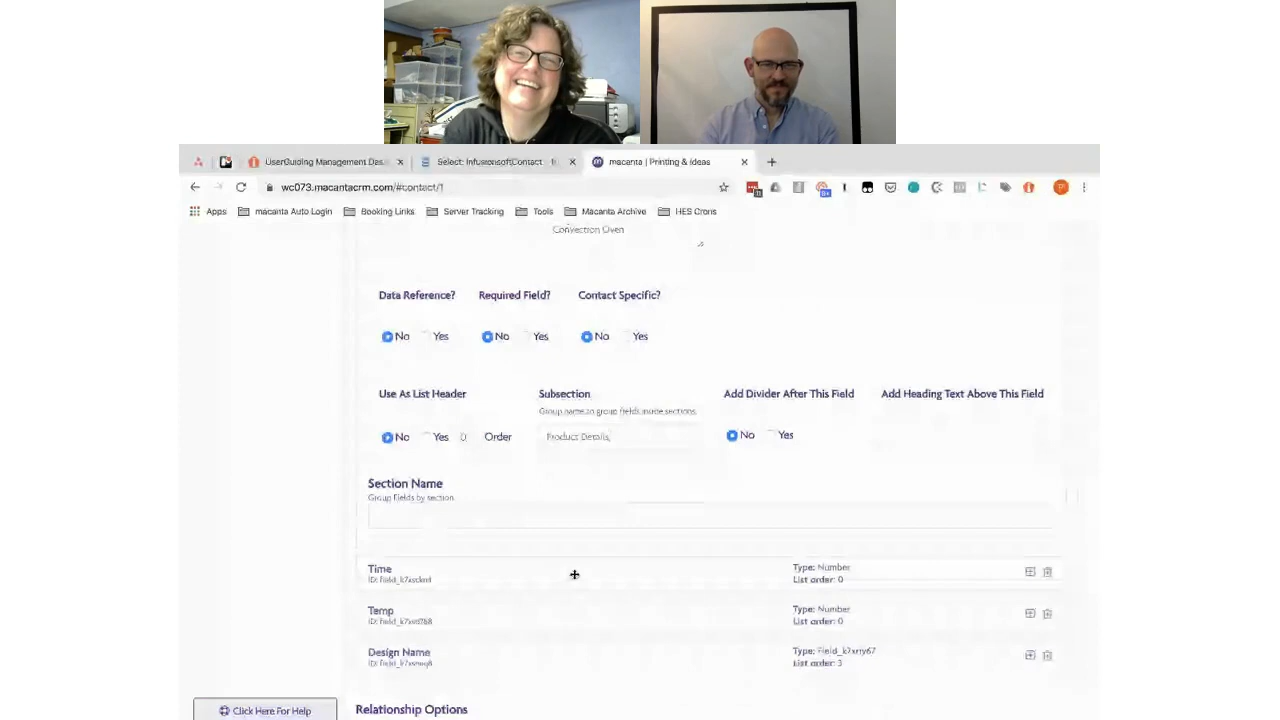 UserGuiding Management Das
Select: InfusionsoftContact
macanta | Printing & Ideas
wc073.macantacrm.com/#contact/1
Apps
macanta Auto Login
Booking Links
Server Tracking
Tools
Macanta Archive
HES Crons
Convection Oven
Data Reference?
Required Field?
Contact Specific?
No
Yes
No
Yes
No
Yes
Use As List Header
Subsection
Add Divider After This Field
Add Heading Text Above This Field
Group name to group fields inside sections.
No
Yes
0
Order
Product Details,
No
Yes
Section Name
Group Fields by section
Time
Type: Number
List order: 0
Temp
Type: Number
List order: 0
Design Name
List order: 3
Click Here For Help
Relationship Options